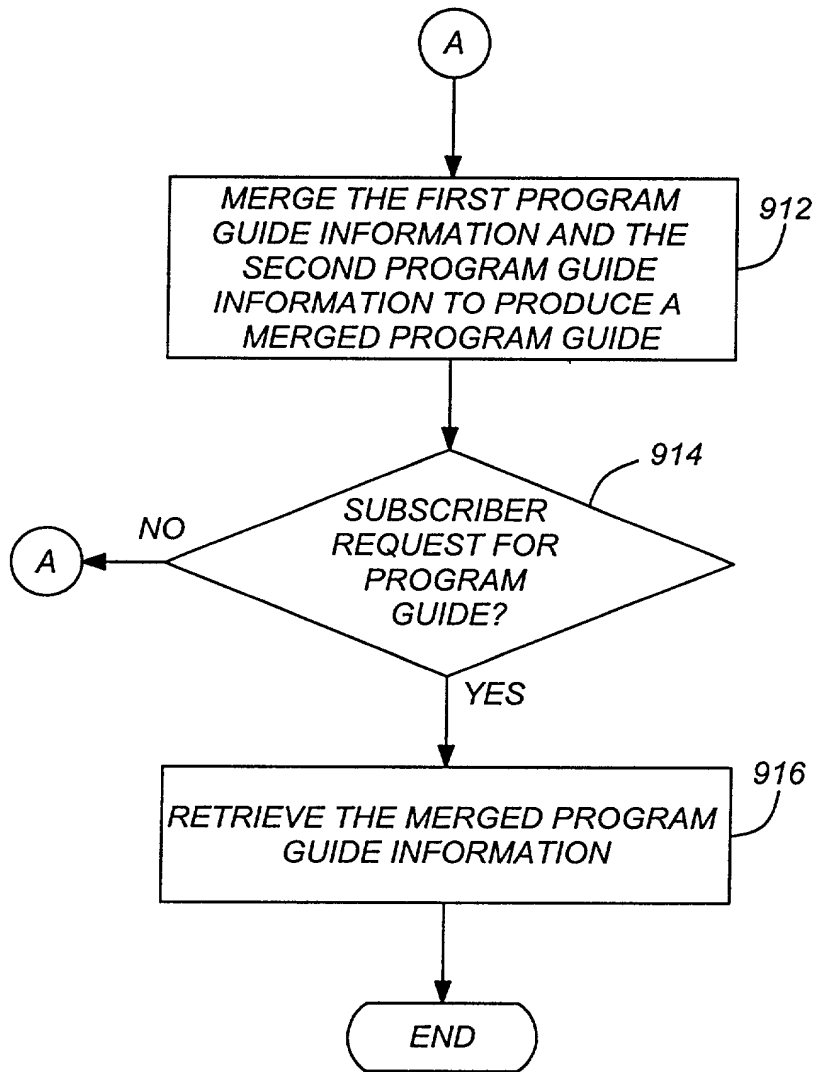 A
MERGE THE FIRST PROGRAM
GUIDE INFORMATION AND THE
SECOND PROGRAM GUIDE
INFORMATION TO PRODUCE A
MERGED PROGRAM GUIDE
912
914
SUBSCRIBER
REQUEST FOR
PROGRAM
GUIDE?
NO
A
YES
916
RETRIEVE THE MERGED PROGRAM
GUIDE INFORMATION
END